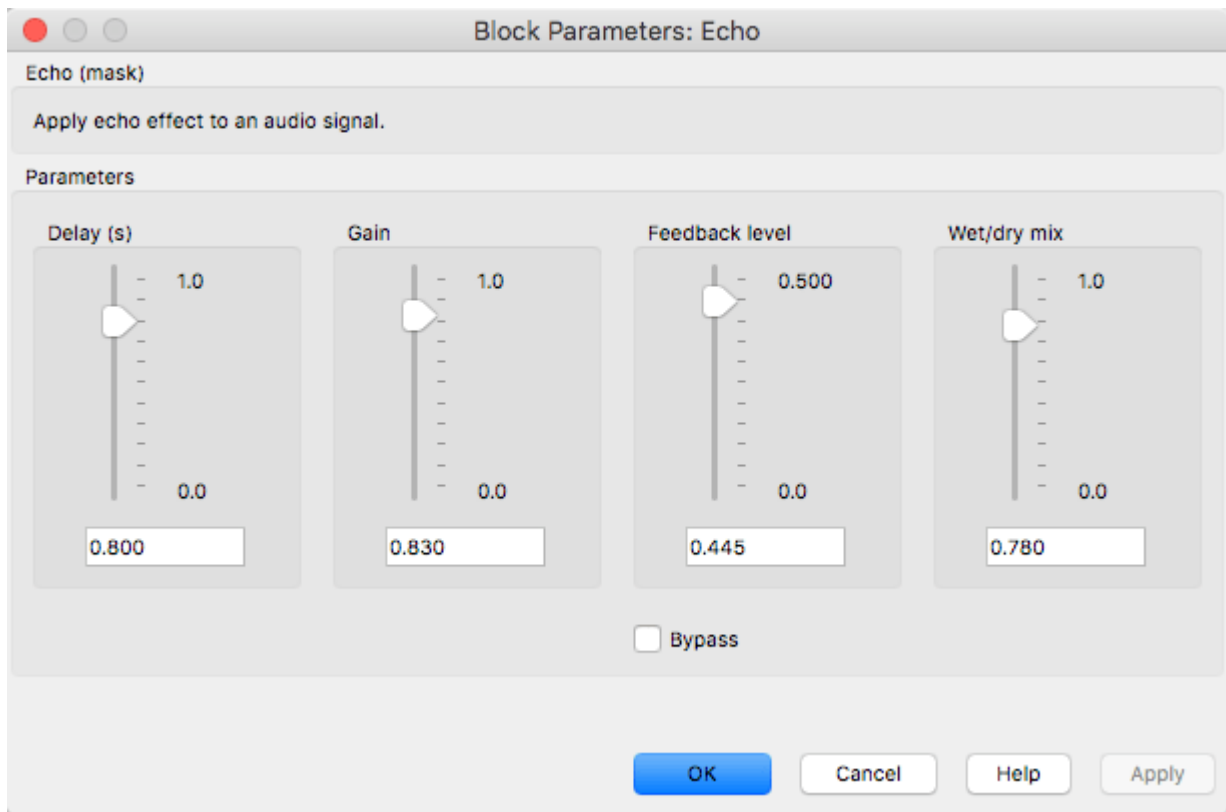 Block Parameters: Echo
Echo (mask)
Apply echo effect to an audio signal.
Parameters
Delay (s)
1.0
0.0
0.800
Gain
1.0
0.0
0.830
Feedback level
0.500
0.0
0.445
Wet/dry mix
1.0
0.0
0.780
Bypass
OK
Cancel
Help
Apply